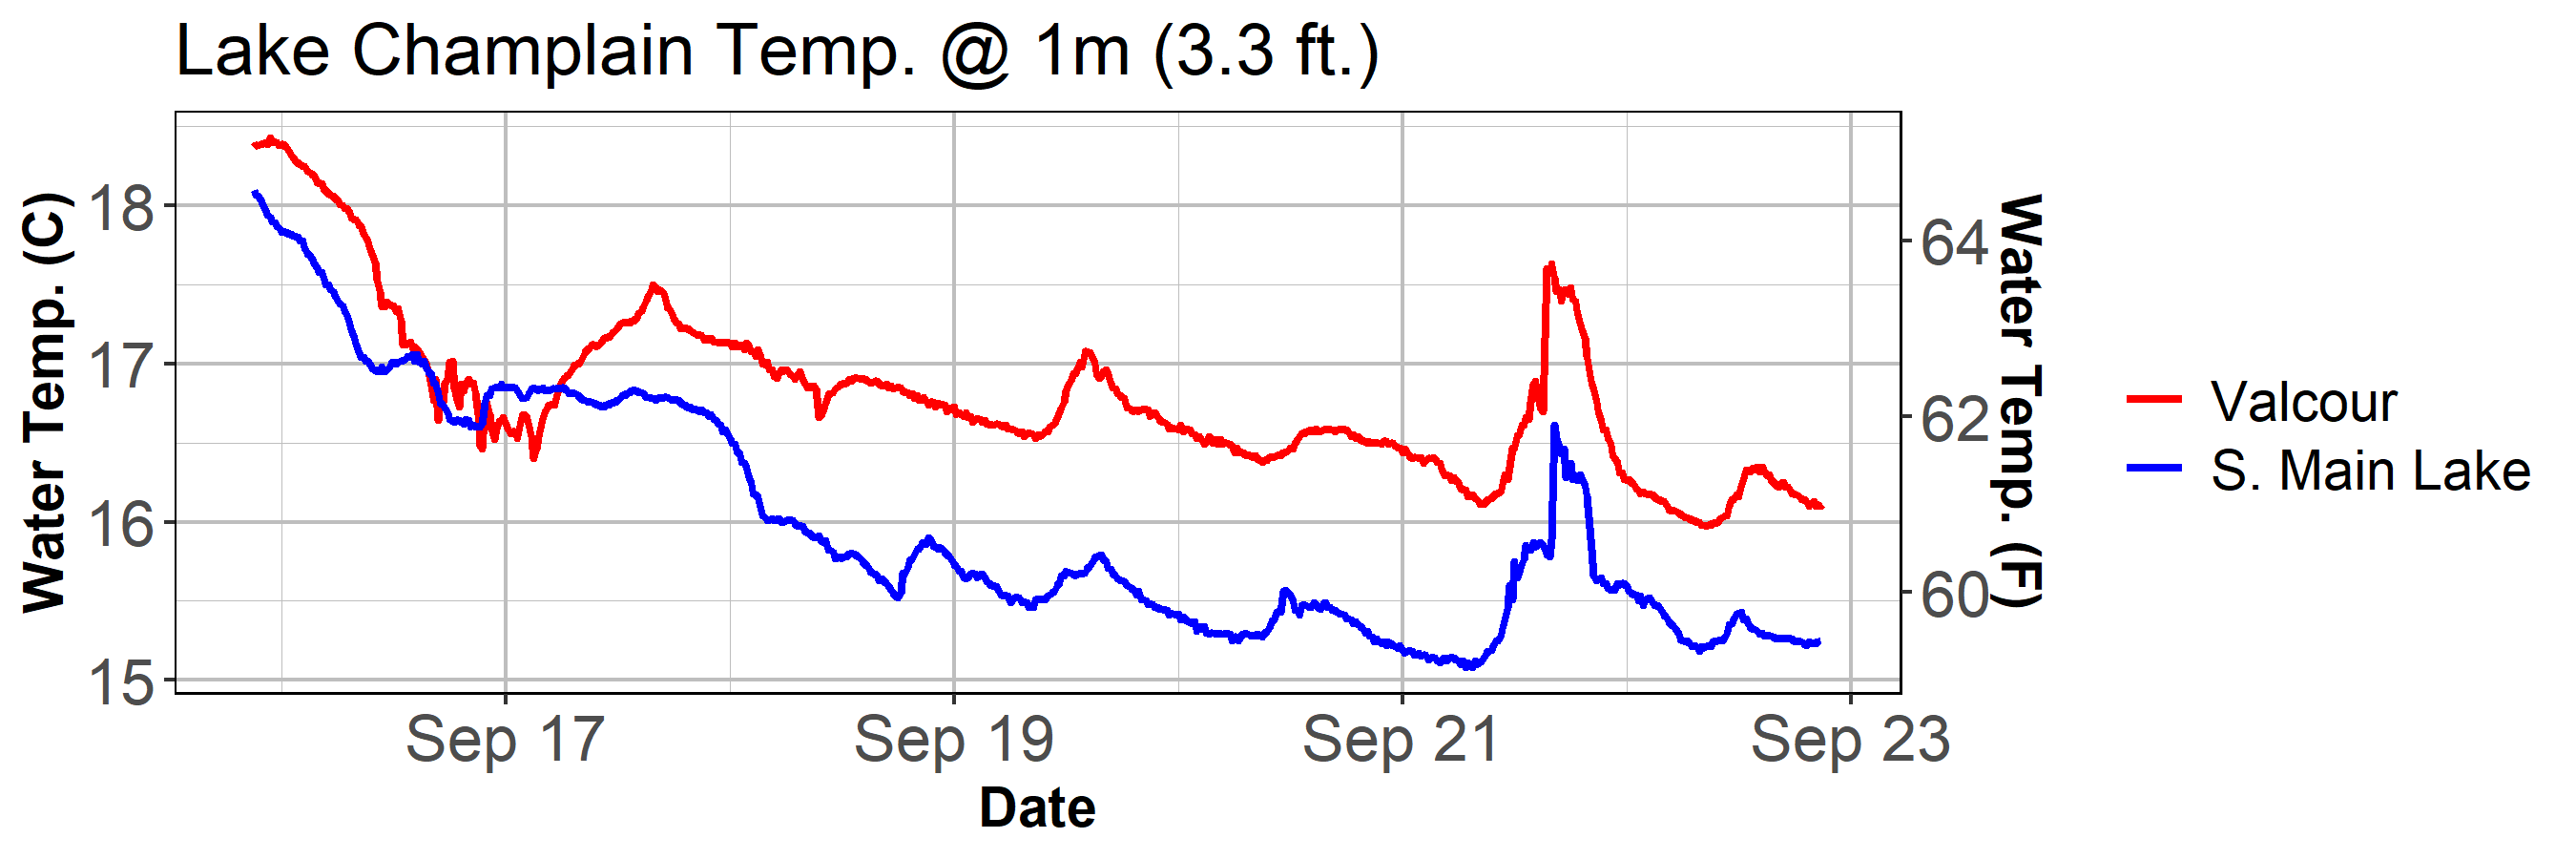 Lake Champlain Temp. @ 1m (3.3 ft.)
Water Temp. (C)
18
17
16
15
64
62
60
Water Temp. (F)
Sep 17
Sep 19
Sep 21
Sep 23
Date
Valcour
S. Main Lake